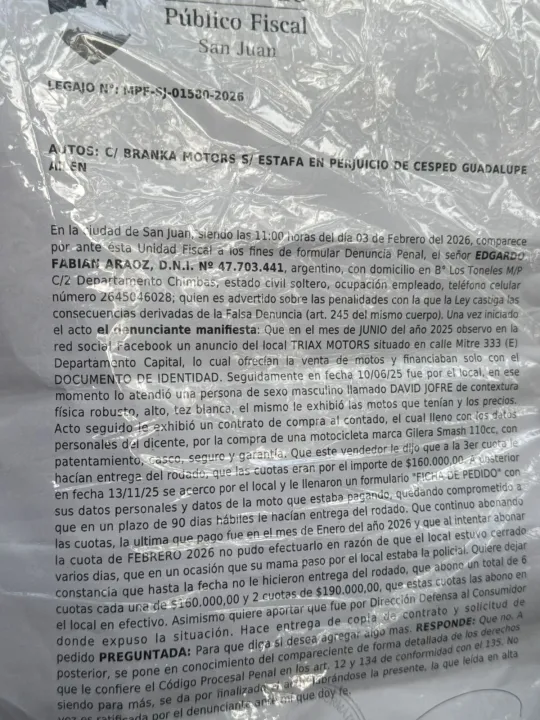 Público Fiscal
San Juan
LEGAJO Nº: MPF-SJ-01580-2026
AUTOS: C/ BRANKA MOTORS S/ ESTAFA EN PERJUICIO DE CESPED GUADALUPE
En la ciudad de San Juan, siendo las 11:00 horas del día 03 de Febrero del 2026, comparece
por ante esta Unidad Fiscal a los fines de formular Denuncia Penal, el señor EDGARDO
FABIÁN ARAOZ, D.N.I. Nº 47.703.441, argentino, con domicilio en Bº Los Toneles M/P
C/2 Departamento Chimbas, estado civil soltero, ocupación empleado, teléfono celular
número 2645046028; quien es advertido sobre las penalidades con la que la Ley castiga las
consecuencias derivadas de la Falsa Denuncia (art. 245 del mismo cuerpo). Una vez iniciado
el acto el denunciante manifiesta: Que en el mes de JUNIO del año 2025 observo en la
red social Facebook un anuncio del local TRIAX MOTORS situado en calle Mitre 333 (E)
Departamento Capital, lo cual ofrecían la venta de motos y financiaban solo con el
DOCUMENTO DE IDENTIDAD. Seguidamente en fecha 10/06/25 fue por el local, en ese
momento lo atendió una persona de sexo masculino llamado DAVID JOFRE de contextura
física robusto, alto, tez blanca, el mismo le exhibió las motos que tenían y los precios.
Acto seguido le exhibió un contrato de compra al contado, el cual lleno con los datos
personales del dicente, por la compra de una motocicleta marca Gilera Smash 110cc, con
patentamiento, casco, seguro y garantía. Que este vendedor le dijo que a la 3er cuota le
hacían entrega del rodado, que las cuotas eran por el importe de $160.000,00. A posterior
en fecha 13/11/25 se acerco por el local y le llenaron un formulario "FICHA DE PEDIDO" con
sus datos personales y datos de la moto que estaba pagando, quedando comprometido a
que en un plazo de 90 dias hábiles le hacían entrega del rodado. Que continuo abonando
las cuotas, la ultima que pago fue en el mes de Enero del año 2026 y que al intentar abonar
la cuota de FEBRERO 2026 no pudo efectuarlo en razón de que el local estuvo cerrado
varios días, que en un ocasión que su mama paso por el local estaba la policial. Quiere dejar
constancia que hasta la fecha no le hicieron entrega del rodado, que abono un total de 6
cuotas cada una de $160.000,00 y 2 cuotas de $190.000,00, que estas cuotas las abono en
el local en efectivo. Asimismo quiere aportar que fue por Dirección Defensa al Consumidor
donde expuso la situación. Hace entrega de copia de contrato y solicitud de
pedido PREGUNTADA: Para que diga si desea agregar algo mas. RESPONDE: Que no. A
posterior, se pone en conocimiento del compareciente de forma detallada de los derechos
que le confiere el Código Procesal Penal en los art. 12 y 134 de conformidad con el 135. No
siendo para más, se da por finalizado el acto librándose la presente, la que leída en alta
voz es ratificada por el denunciante ante mí que doy fe.